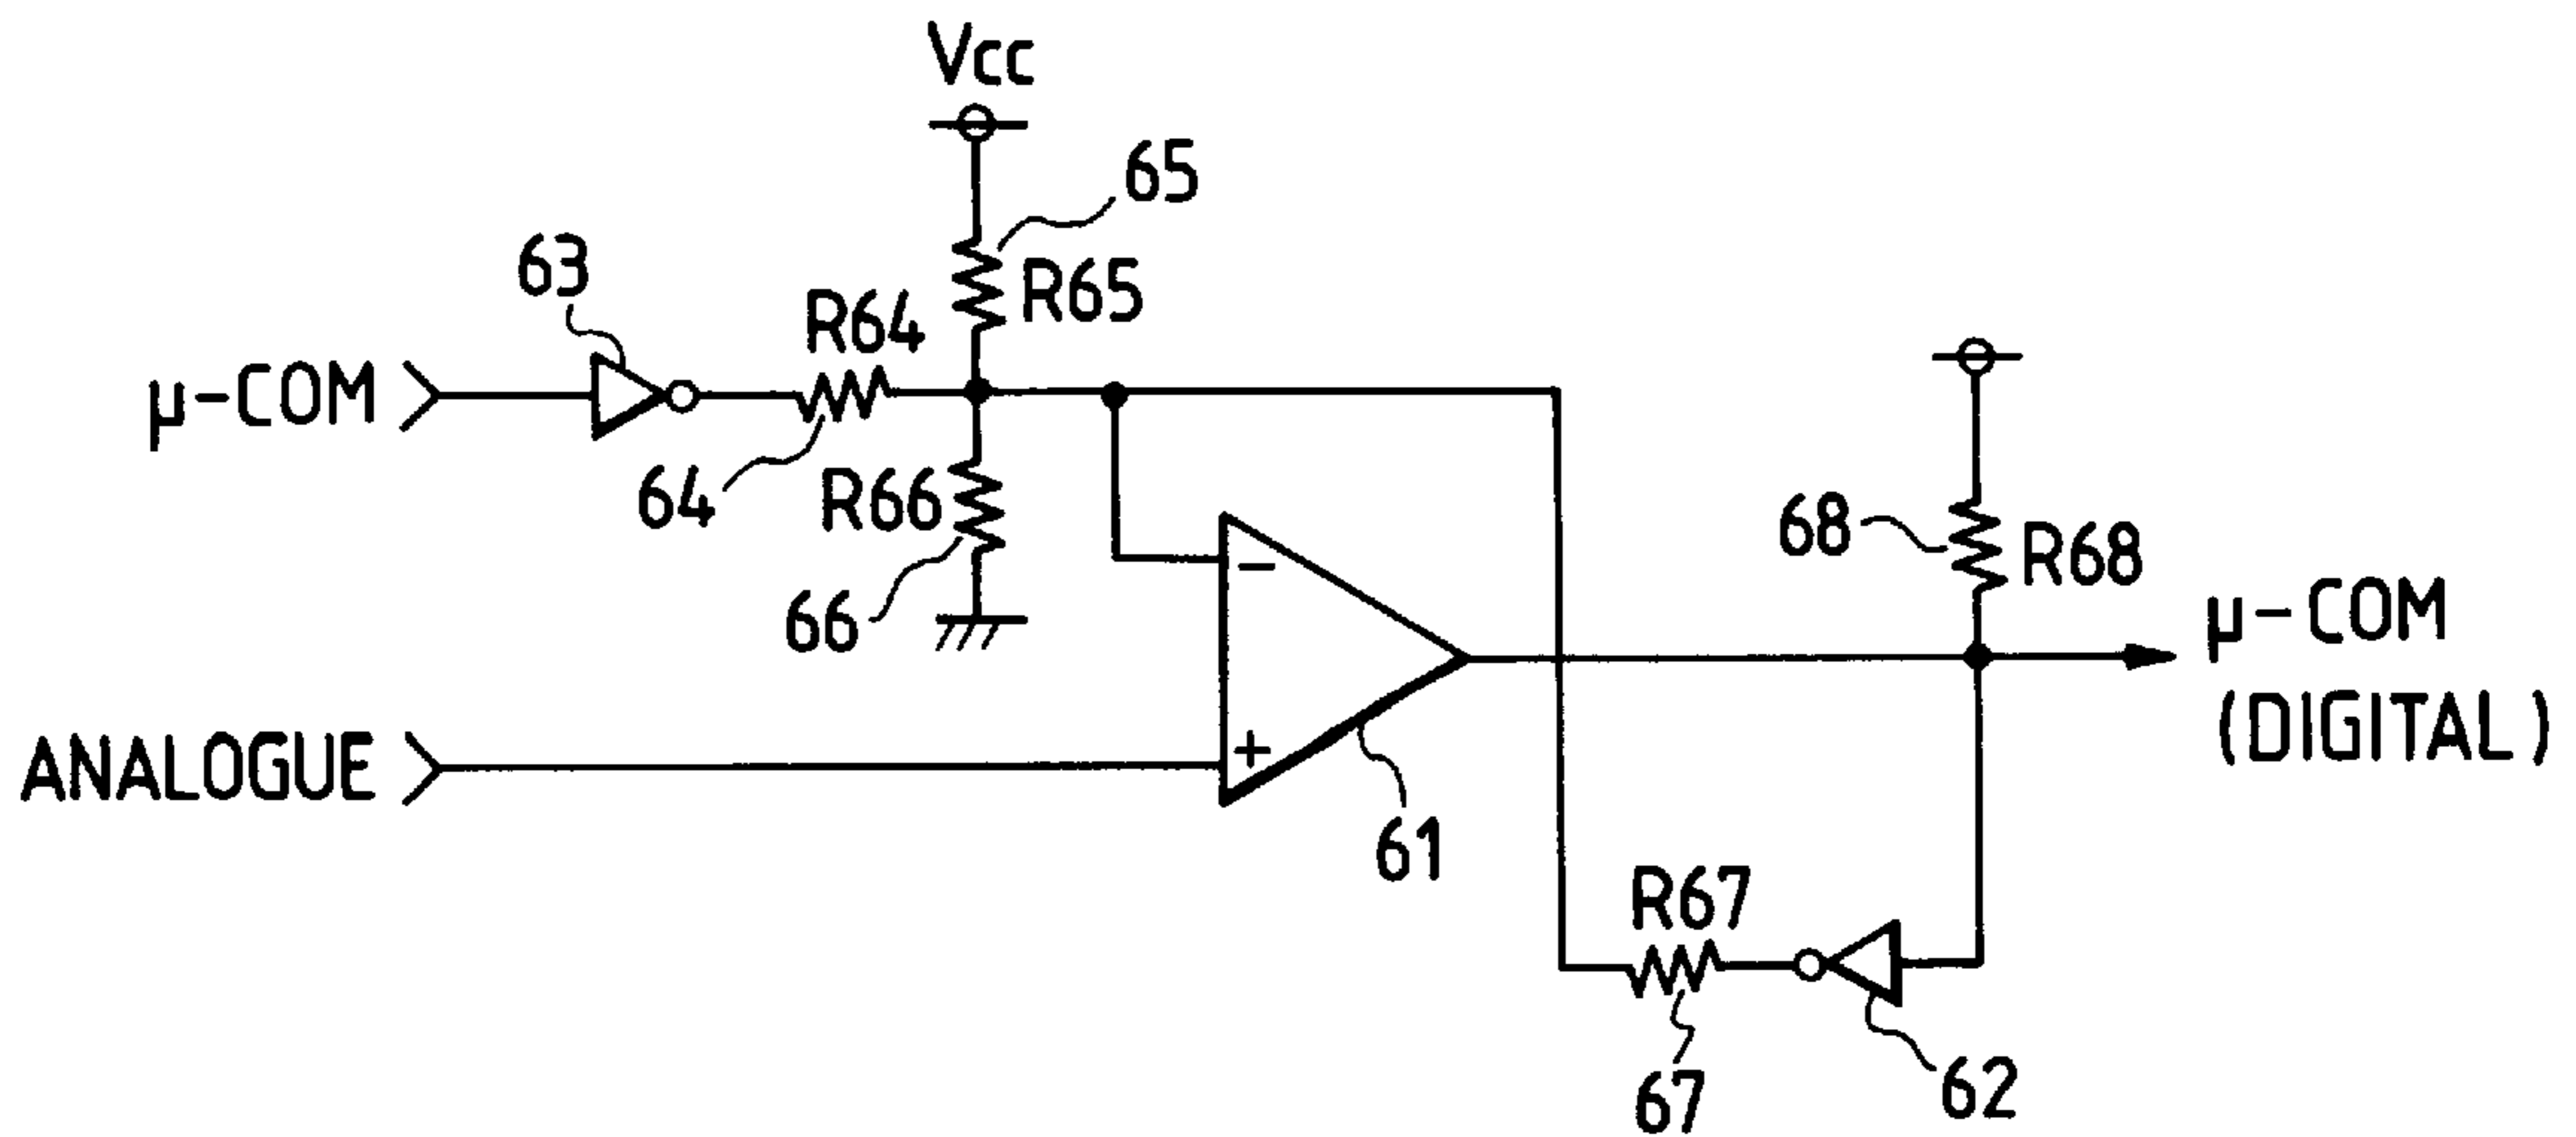 Vcc
65
63
R65
R64
μ-COM
64
R66
68
R68
66
μ-COM
(DIGITAL)
ANALOGUE
61
R67
67
62